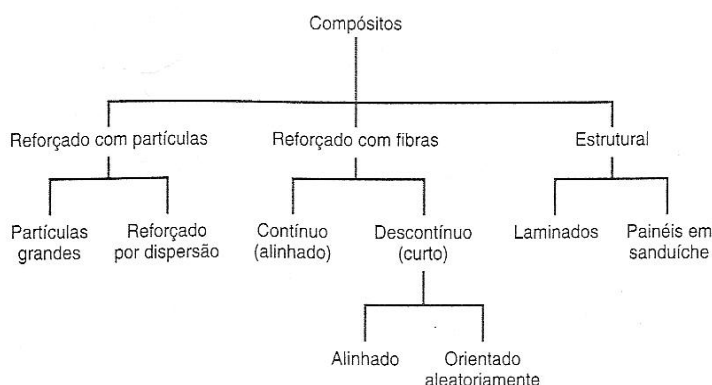 Compósitos
Reforçado com partículas
Reforçado com fibras
Estrutural
Partículas
grandes
Reforçado
por dispersão
Contínuo
(alinhado)
Descontínuo
(curto)
Laminados
Painéis em
sanduíche
Alinhado
Orientado
aleatoriamente